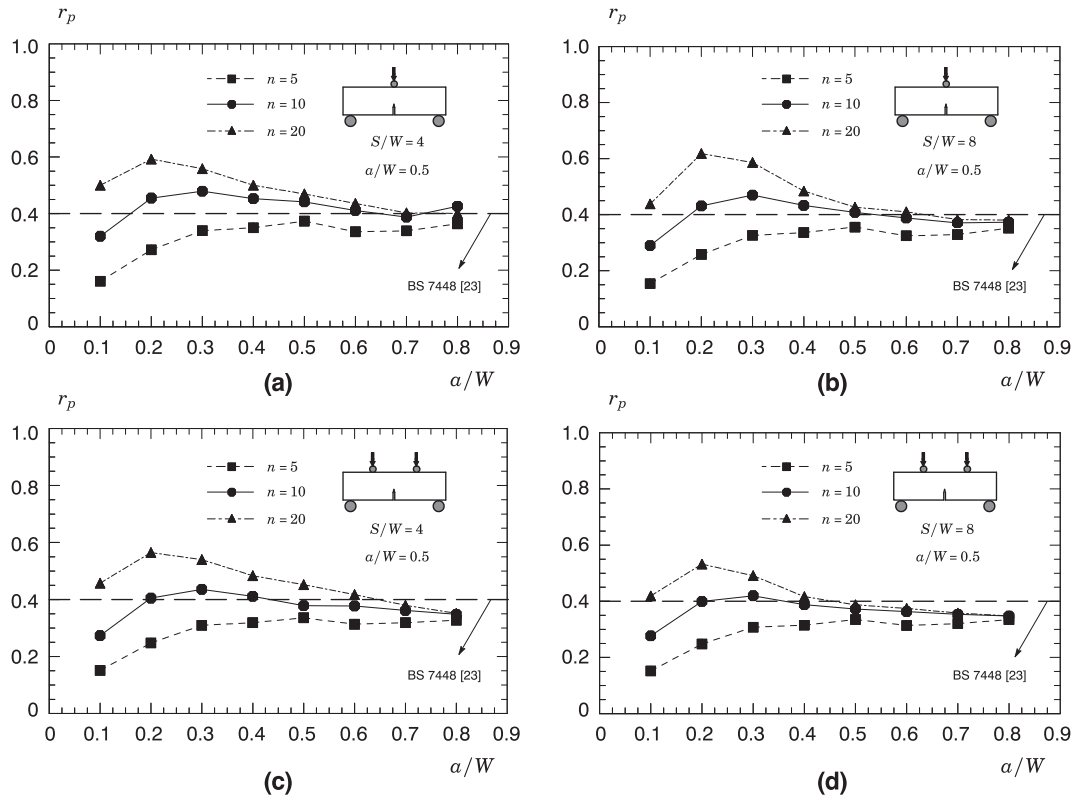 r_p
1.0
0.8
0.6
0.4
0.2
0
n = 5
n = 10
n = 20
S/W = 4
a/W = 0.5
BS 7448 [23]
0 0.1 0.2 0.3 0.4 0.5 0.6 0.7 0.8 0.9
a/W
(a)
r_p
1.0
0.8
0.6
0.4
0.2
0
n = 5
n = 10
n = 20
S/W = 8
a/W = 0.5
BS 7448 [23]
0 0.1 0.2 0.3 0.4 0.5 0.6 0.7 0.8 0.9
a/W
(b)
r_p
1.0
0.8
0.6
0.4
0.2
0
n = 5
n = 10
n = 20
S/W = 4
a/W = 0.5
BS 7448 [23]
0 0.1 0.2 0.3 0.4 0.5 0.6 0.7 0.8 0.9
a/W
(c)
r_p
1.0
0.8
0.6
0.4
0.2
0
n = 5
n = 10
n = 20
S/W = 8
a/W = 0.5
BS 7448 [23]
0 0.1 0.2 0.3 0.4 0.5 0.6 0.7 0.8 0.9
a/W
(d)